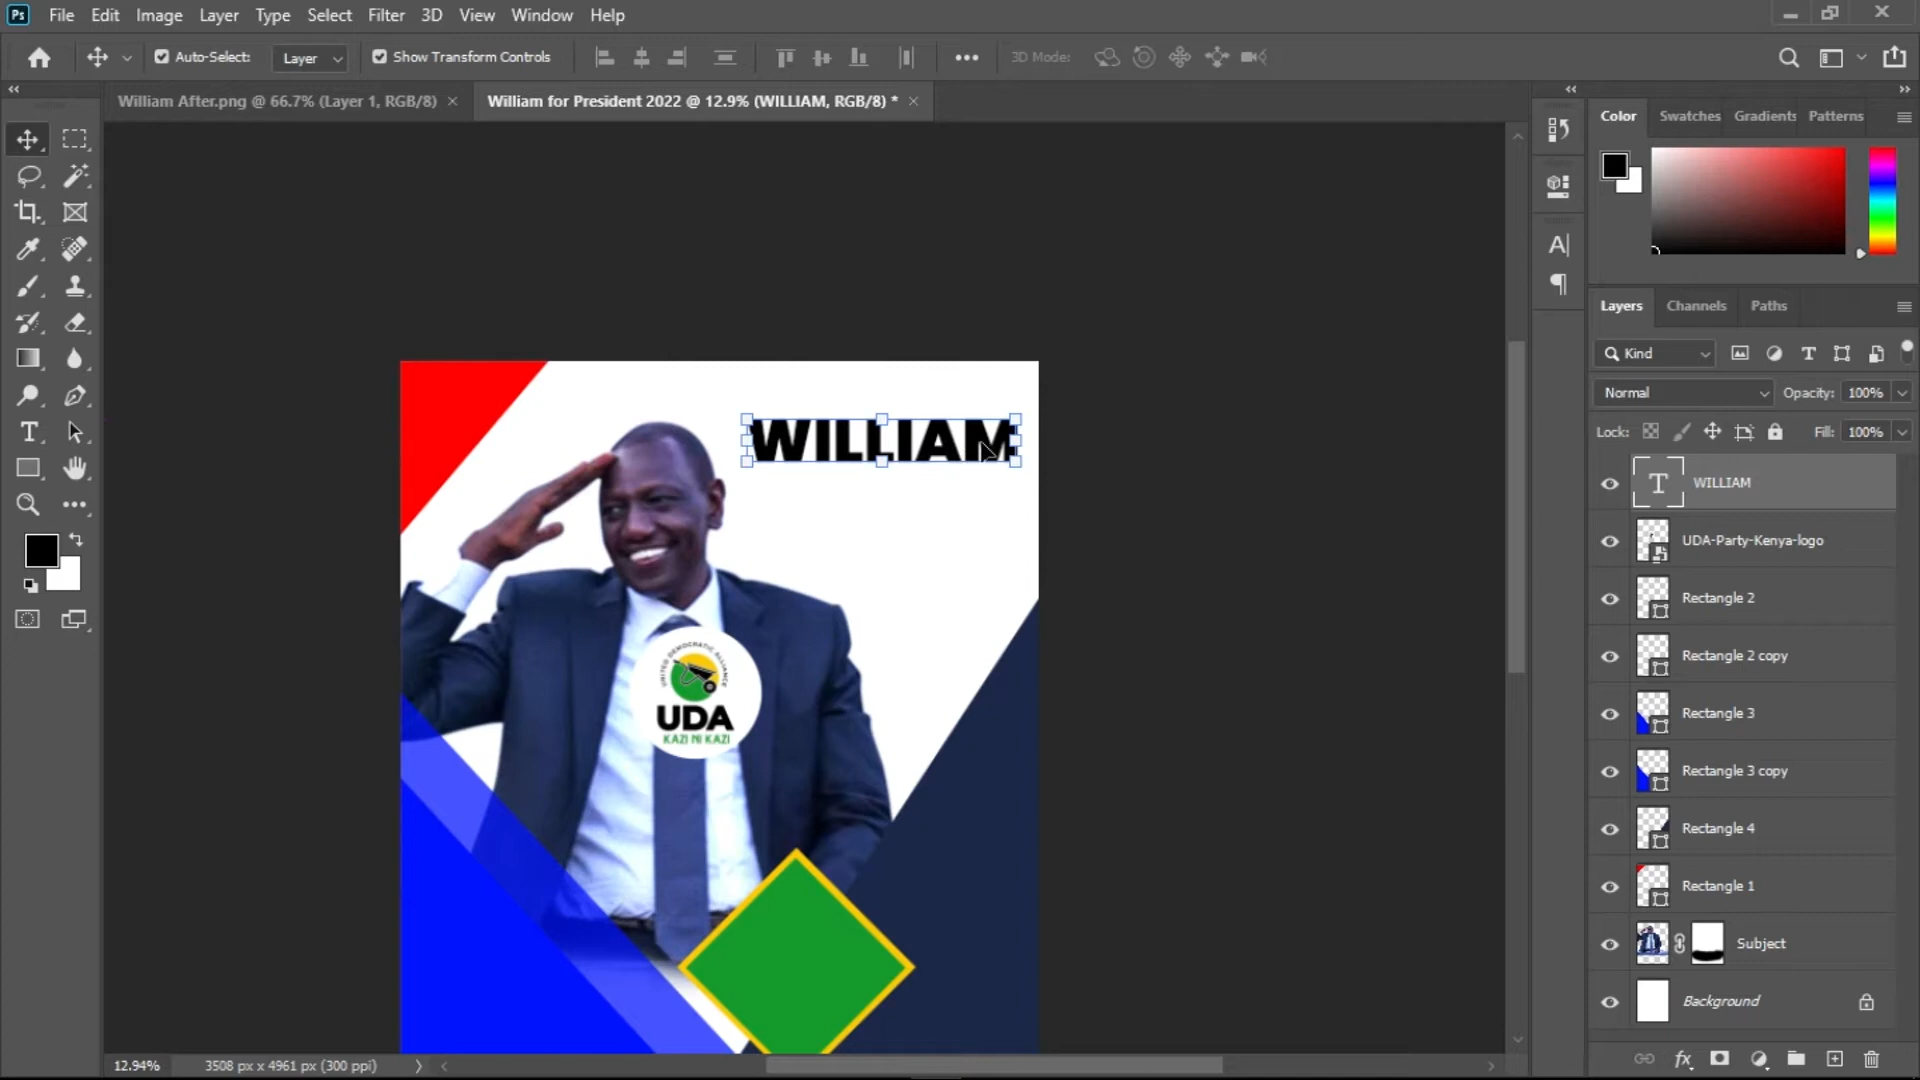 Ps File Edit Image Layer Type Select Filter 3D View Window Help
Auto-Select: Layer Show Transform Controls 3D Mode:
William After.png @ 66.7% (Layer 1, RGB/8) William for President 2022 @ 12.9% (WILLIAM, RGB/8) *
Color Swatches Gradients Patterns
Layers Channels Paths
Kind
Normal Opacity: 100%
Lock: Fill: 100%
WILLIAM
UDA-Party-Kenya-logo
Rectangle 2
Rectangle 2 copy
Rectangle 3
Rectangle 3 copy
Rectangle 4
Rectangle 1
Subject
Background
WILLIAM
UNITED DEMOCRATIC ALLIANCE
UDA
KAZI NI KAZI
12.94% 3508 px x 4961 px (300 ppi)